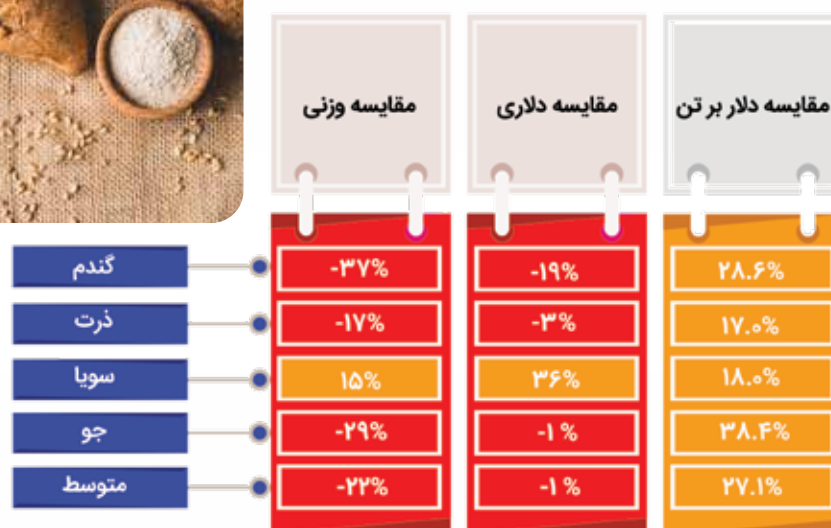 مقایسه دلار بر تن
مقایسه دلاری
مقایسه وزنی
۲۸.۶%
-۱۹%
-۳۷%
گندم
۱۷.۰%
-۳%
-۱۷%
ذرت
۱۸.۰%
۳۶%
۱۵%
سویا
۳۸.۴%
-۱ %
-۲۹%
جو
۲۷.۱%
-۱ %
-۲۲%
متوسط